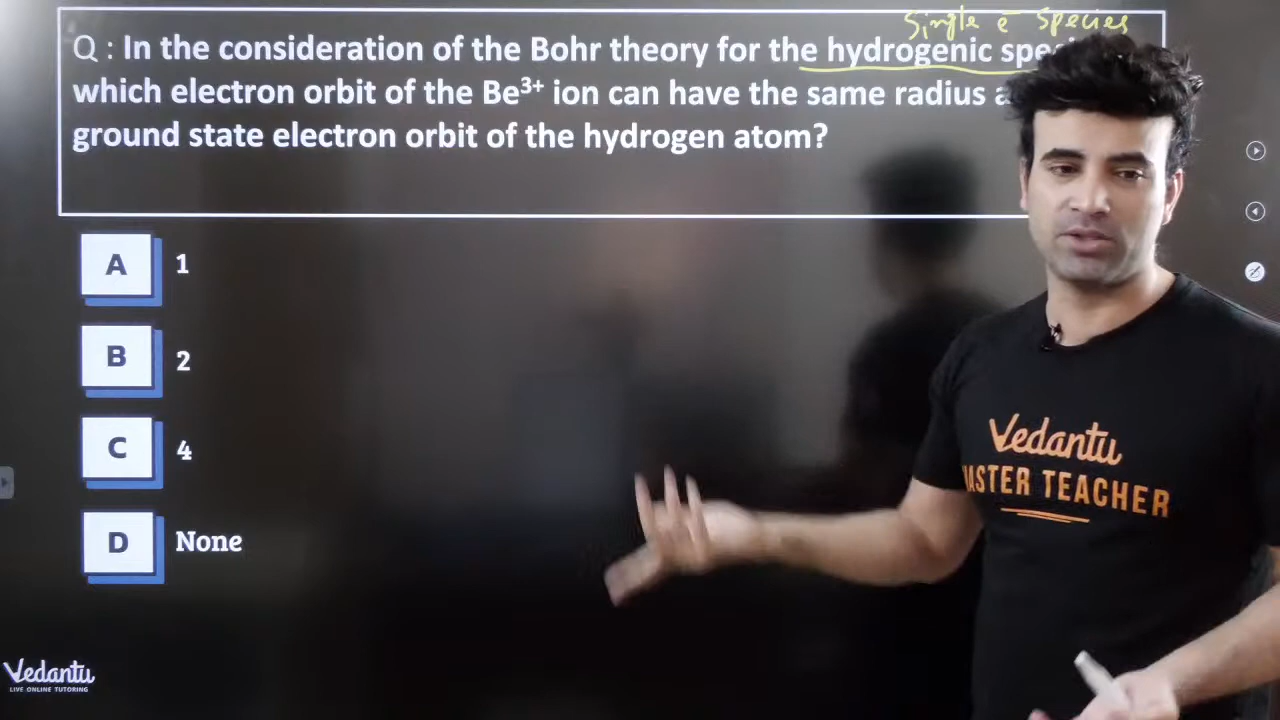 Single e⁻ Species
Q : In the consideration of the Bohr theory for the hydrogenic
which electron orbit of the Be³⁺ ion can have the same radius
ground state electron orbit of the hydrogen atom?
A 1
B 2
C 4
D None
Vedantu
MASTER TEACHER
Vedantu
LIVE ONLINE TUTORING